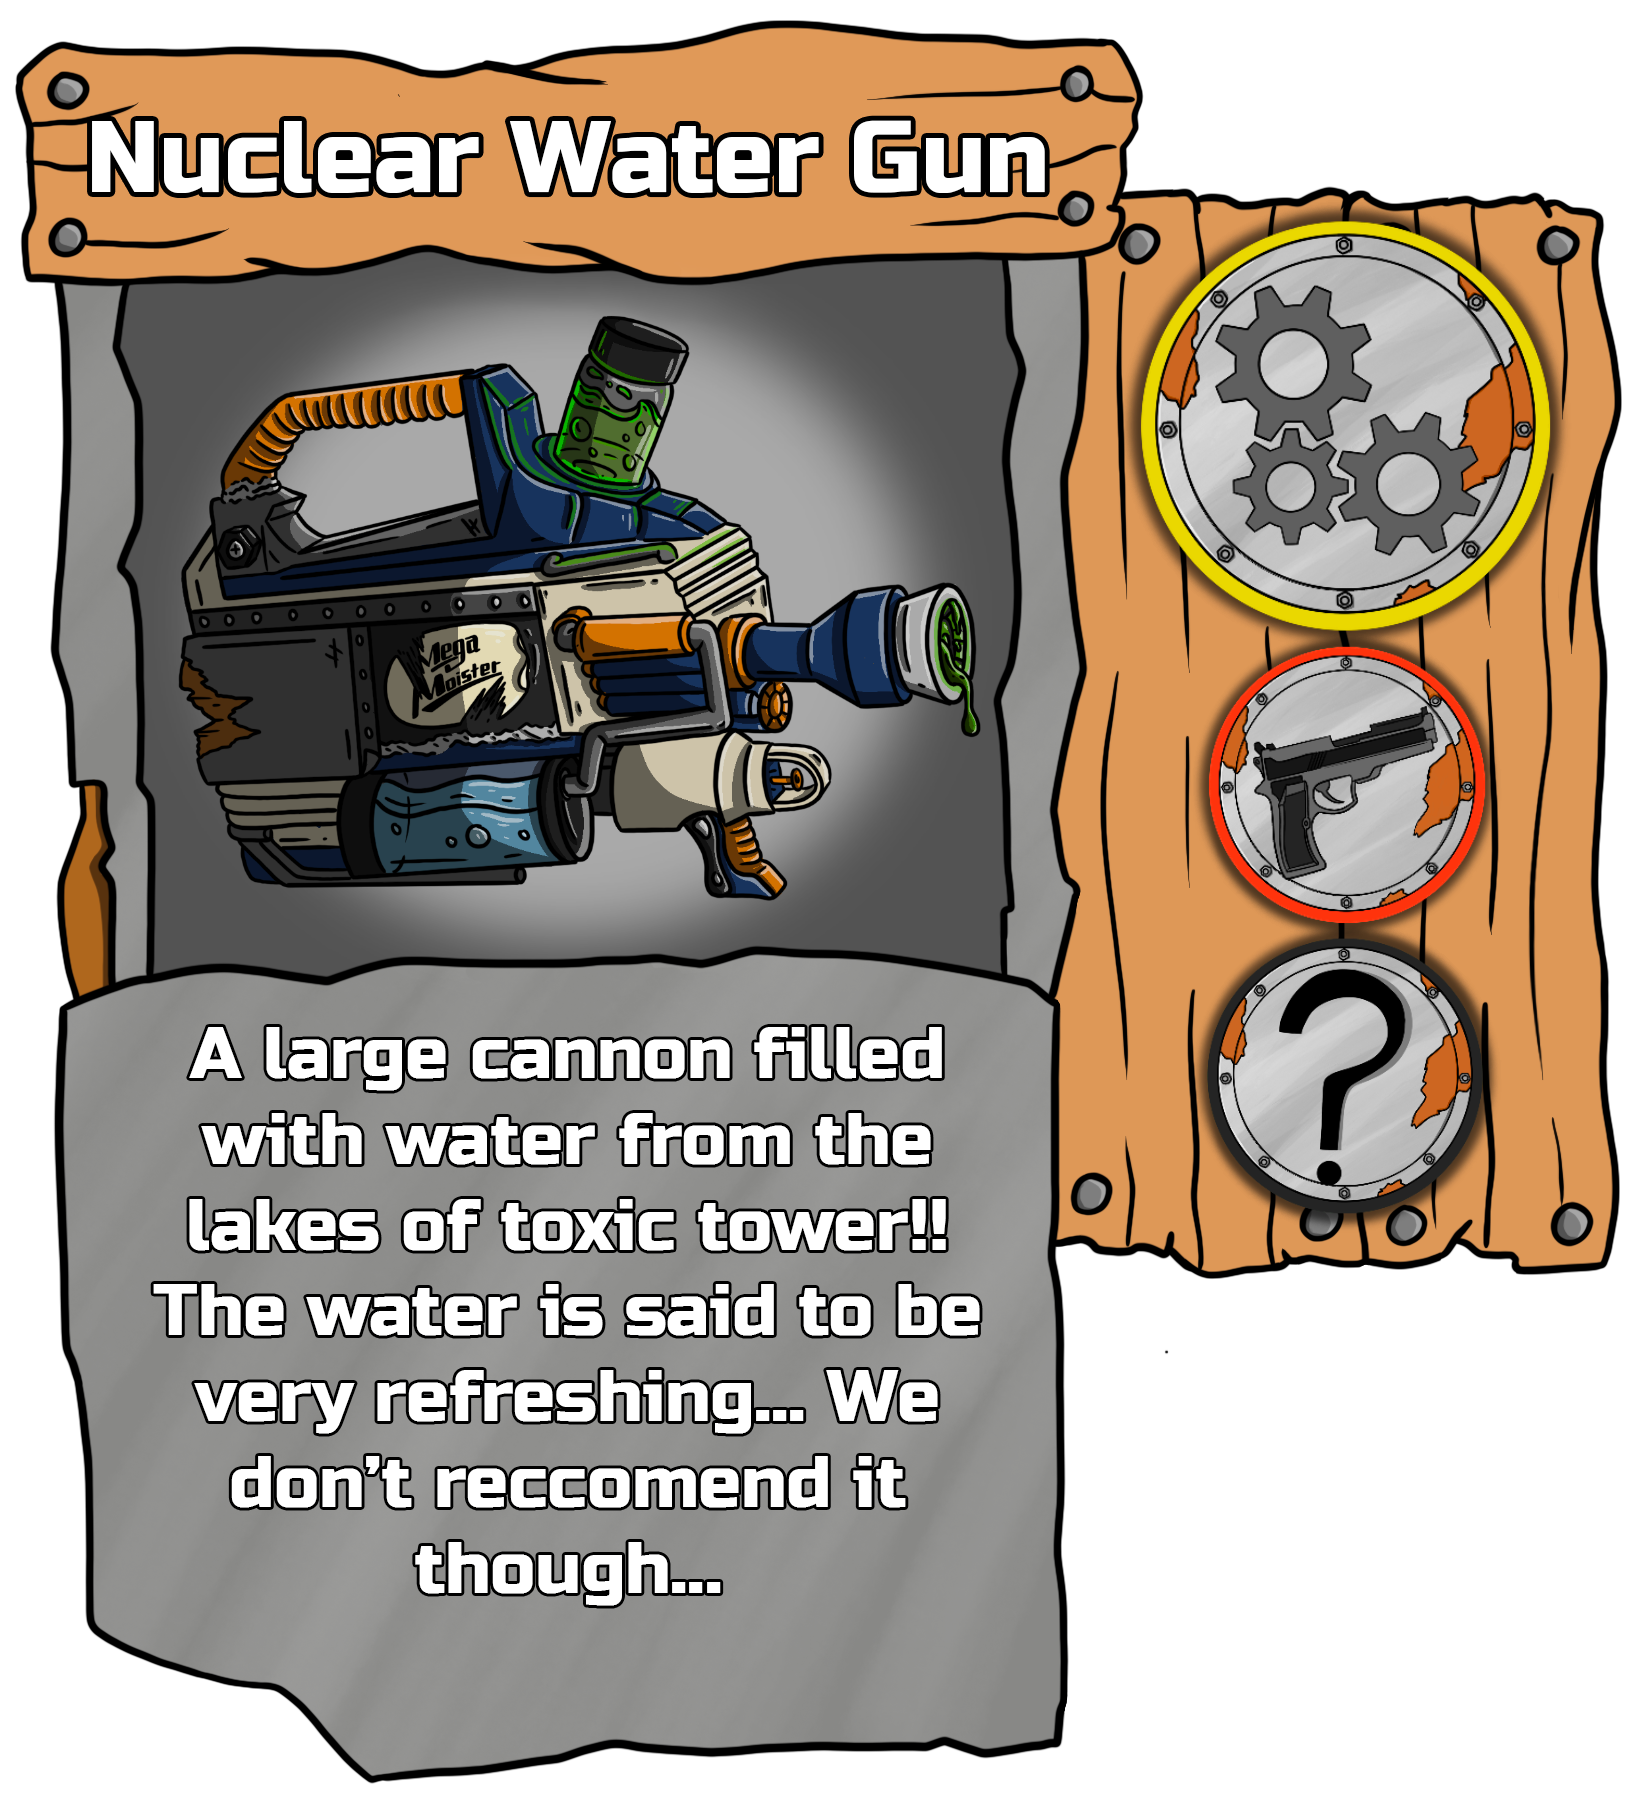 Nuclear Water Gun
Mega
Moister
A large cannon filled
with water from the
lakes of toxic tower!!
The water is said to be
very refreshing... We
don't reccomend it
though...
?